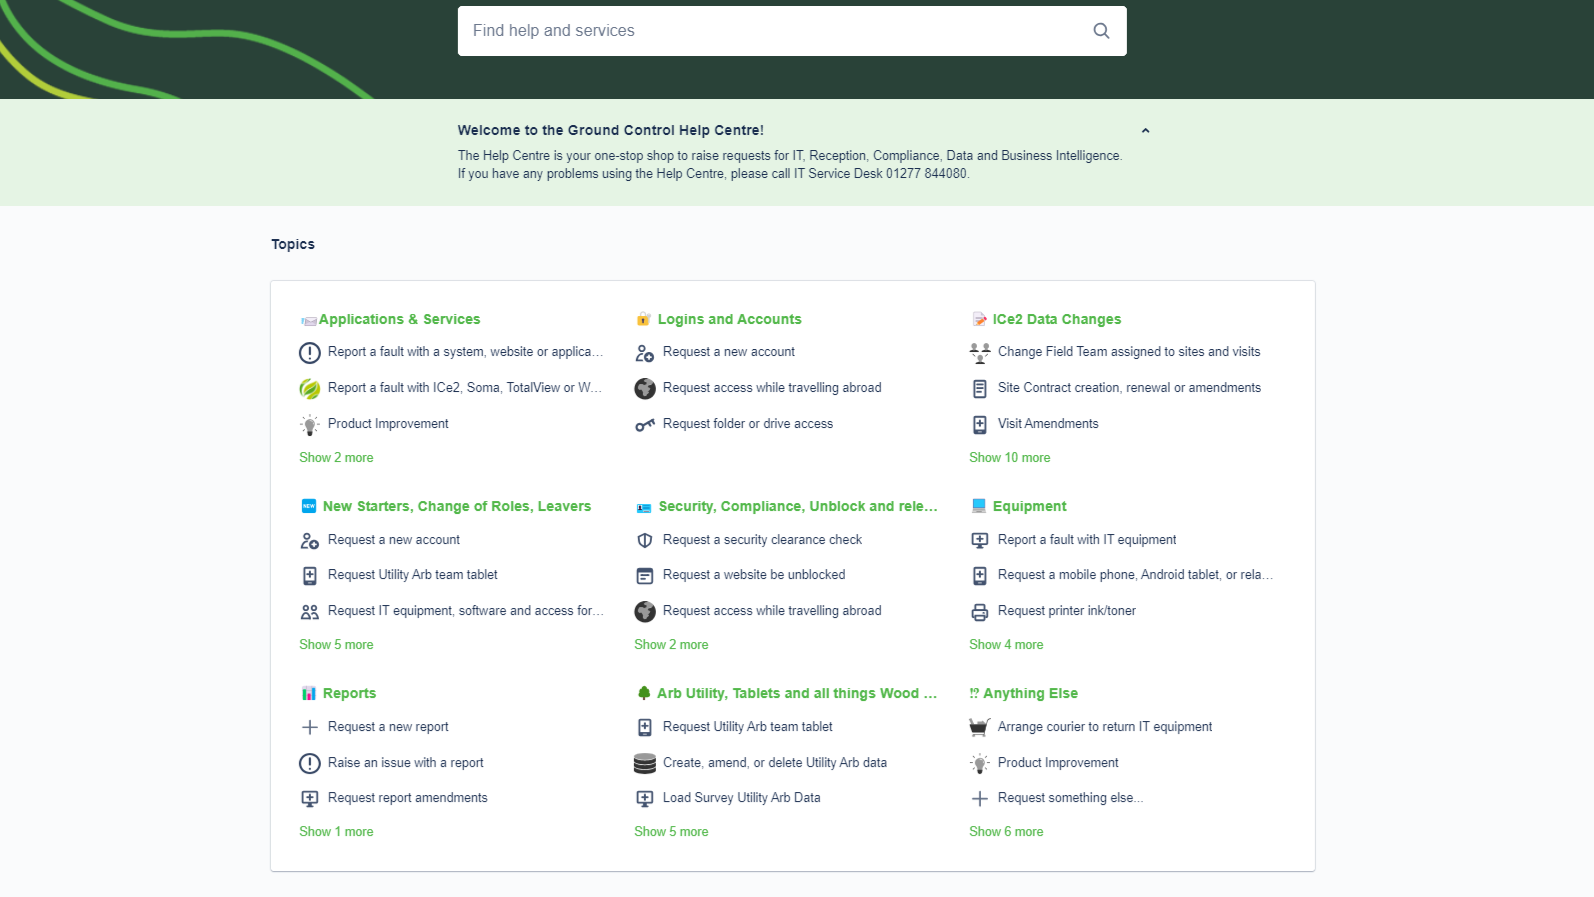 Find help and services
Welcome to the Ground Control Help Centre!
The Help Centre is your one-stop shop to raise requests for IT, Reception, Compliance, Data and Business Intelligence.
If you have any problems using the Help Centre, please call IT Service Desk 01277 844080.
Topics
Applications & Services
Report a fault with a system, website or applica...
Report a fault with ICe2, Soma, TotalView or W...
Product Improvement
Show 2 more
Logins and Accounts
Request a new account
Request access while travelling abroad
Request folder or drive access
ICe2 Data Changes
Change Field Team assigned to sites and visits
Site Contract creation, renewal or amendments
Visit Amendments
Show 10 more
NEW
New Starters, Change of Roles, Leavers
Request a new account
Request Utility Arb team tablet
Request IT equipment, software and access for...
Show 5 more
Security, Compliance, Unblock and rele...
Request a security clearance check
Request a website be unblocked
Request access while travelling abroad
Show 2 more
Equipment
Report a fault with IT equipment
Request a mobile phone, Android tablet, or rela...
Request printer ink/toner
Show 4 more
Reports
Request a new report
Raise an issue with a report
Request report amendments
Show 1 more
Arb Utility, Tablets and all things Wood ...
Request Utility Arb team tablet
Create, amend, or delete Utility Arb data
Load Survey Utility Arb Data
Show 5 more
⁉ Anything Else
Arrange courier to return IT equipment
Product Improvement
Request something else...
Show 6 more